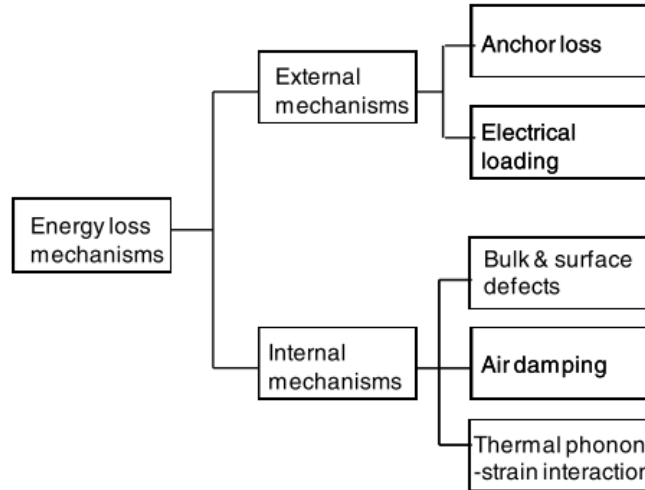 Energy loss
mechanisms
External
mechanisms
Anchor loss
Electrical
loading
Internal
mechanisms
Bulk & surface
defects
Air damping
Thermal phonon
-strain interaction